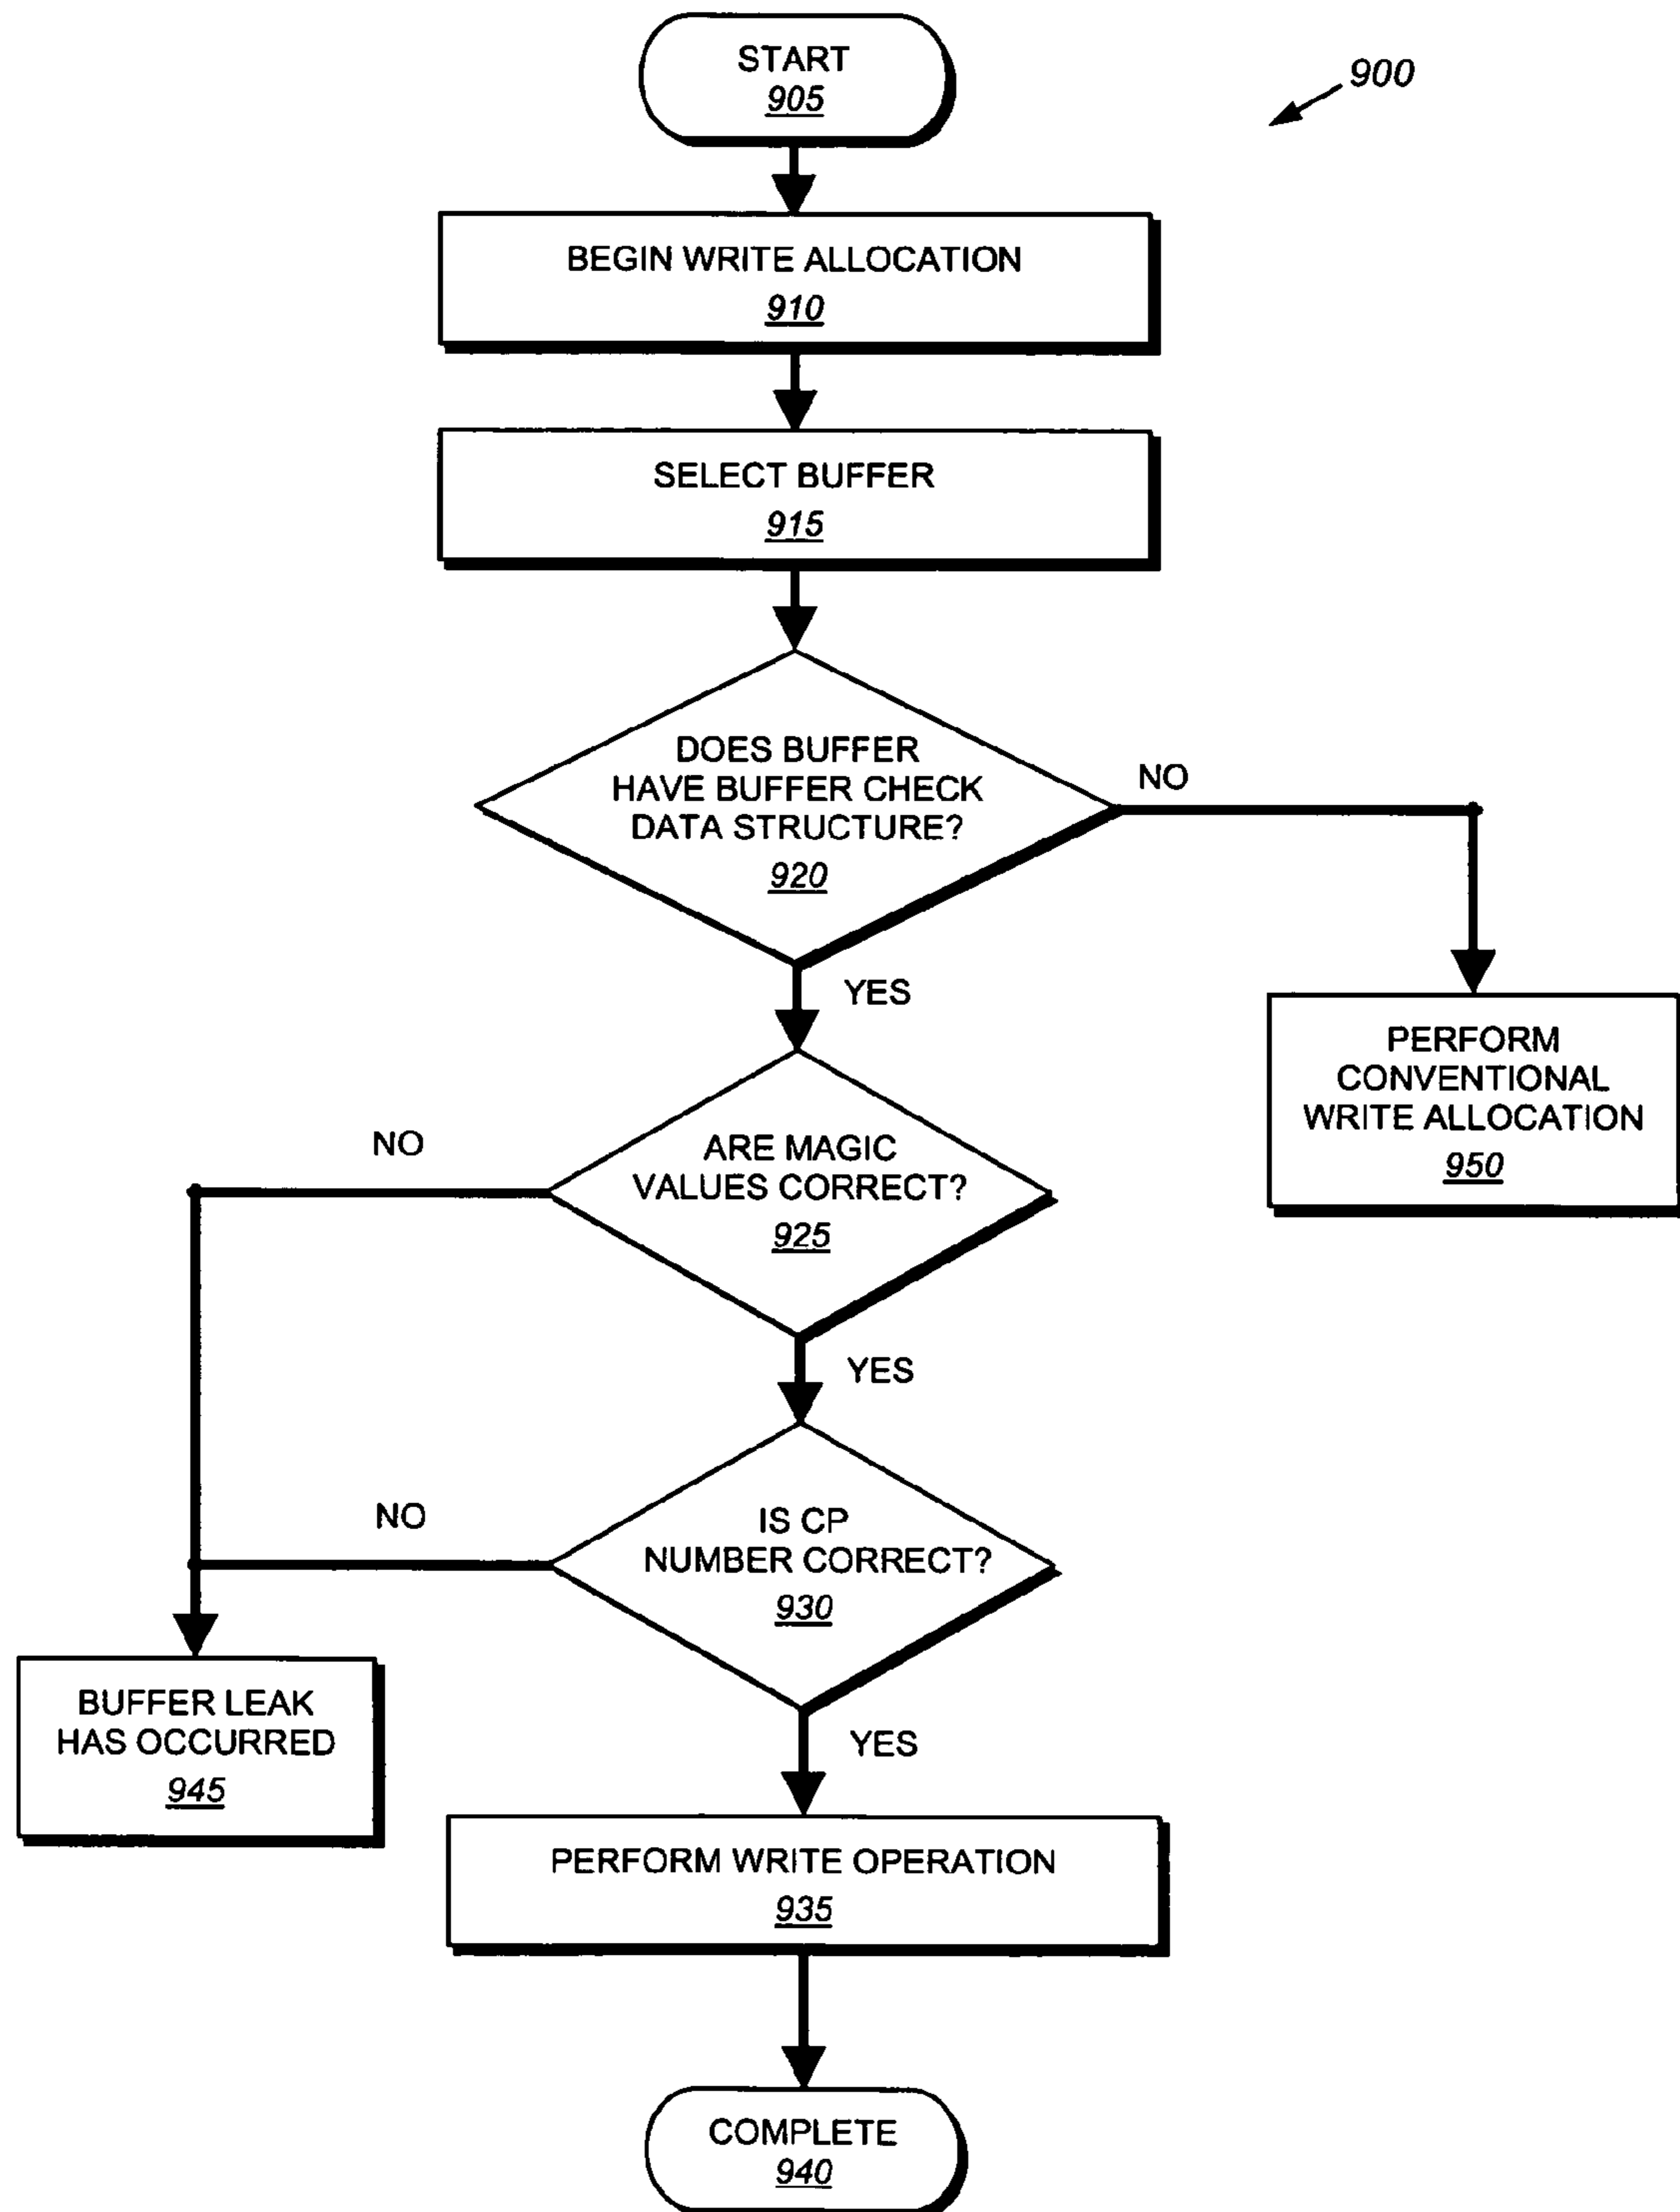 START
905
900
BEGIN WRITE ALLOCATION
910
SELECT BUFFER
915
DOES BUFFER
HAVE BUFFER CHECK
DATA STRUCTURE?
920
NO
YES
PERFORM
CONVENTIONAL
WRITE ALLOCATION
950
NO
ARE MAGIC
VALUES CORRECT?
925
YES
NO
IS CP
NUMBER CORRECT?
930
YES
BUFFER LEAK
HAS OCCURRED
945
PERFORM WRITE OPERATION
935
COMPLETE
940